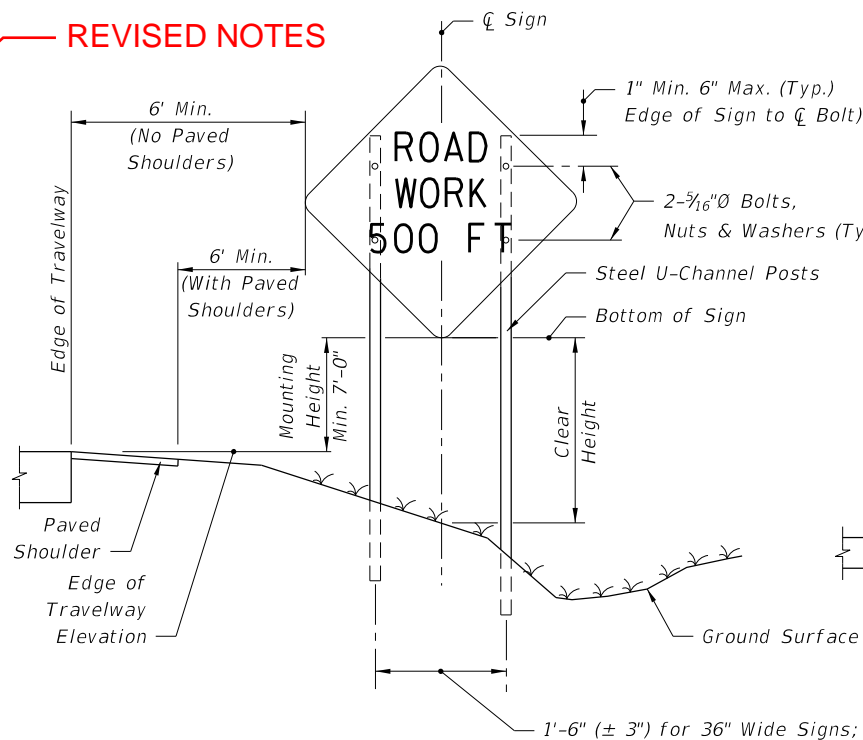 REVISED NOTES
℄ Sign
6' Min.
(No Paved
Shoulders)
1" Min. 6" Max. (Typ.)
Edge of Sign to ℄ Bolt)
ROAD
WORK
500 FT
2-5/16"Ø Bolts,
Nuts & Washers (Ty
Edge of Travelway
6' Min.
(With Paved
Shoulders)
Steel U-Channel Posts
Bottom of Sign
Mounting
Height
Min. 7'-0"
Clear
Height
Paved
Shoulder
Edge of
Travelway
Elevation
Ground Surface
1'-6" (± 3") for 36" Wide Signs;